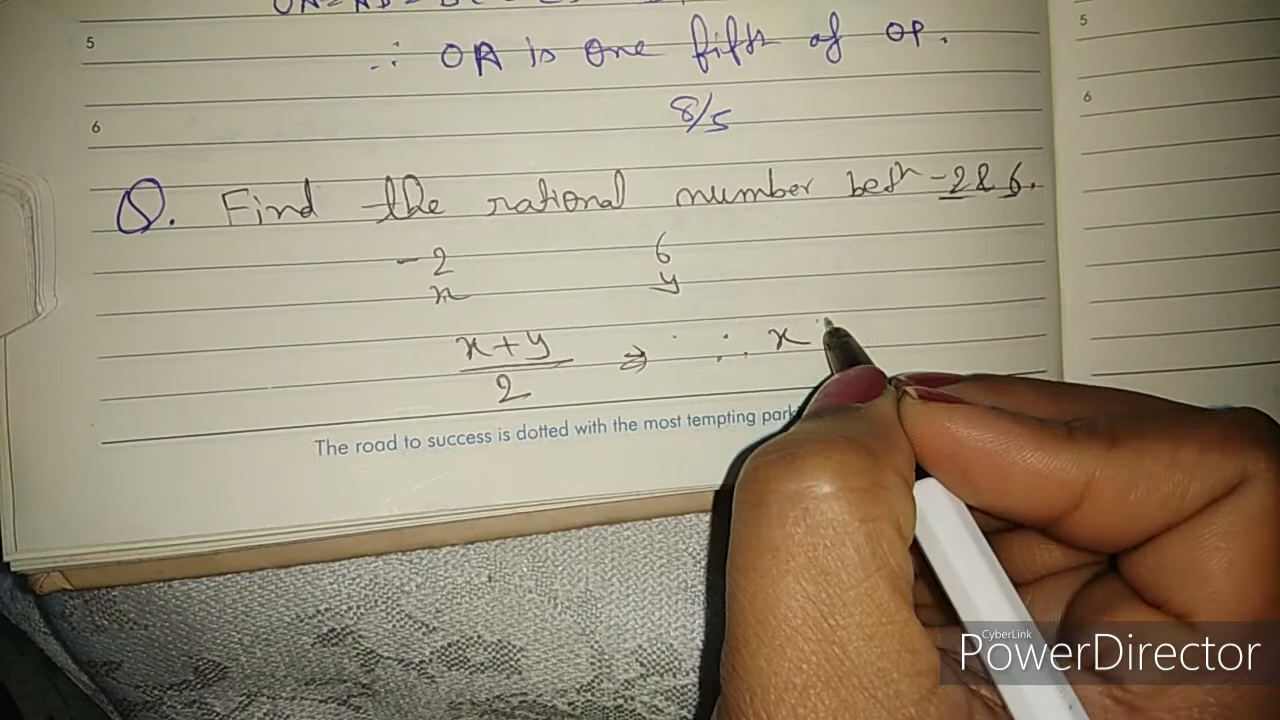 5
∴ OA is one fifth of OP.
8/5
6
Q. Find the rational number betn -2 & 6.
-2 6
x y
x+y/2 ⇒ ∴ x
The road to success is dotted with the most tempting park
5
6
CyberLink
PowerDirector